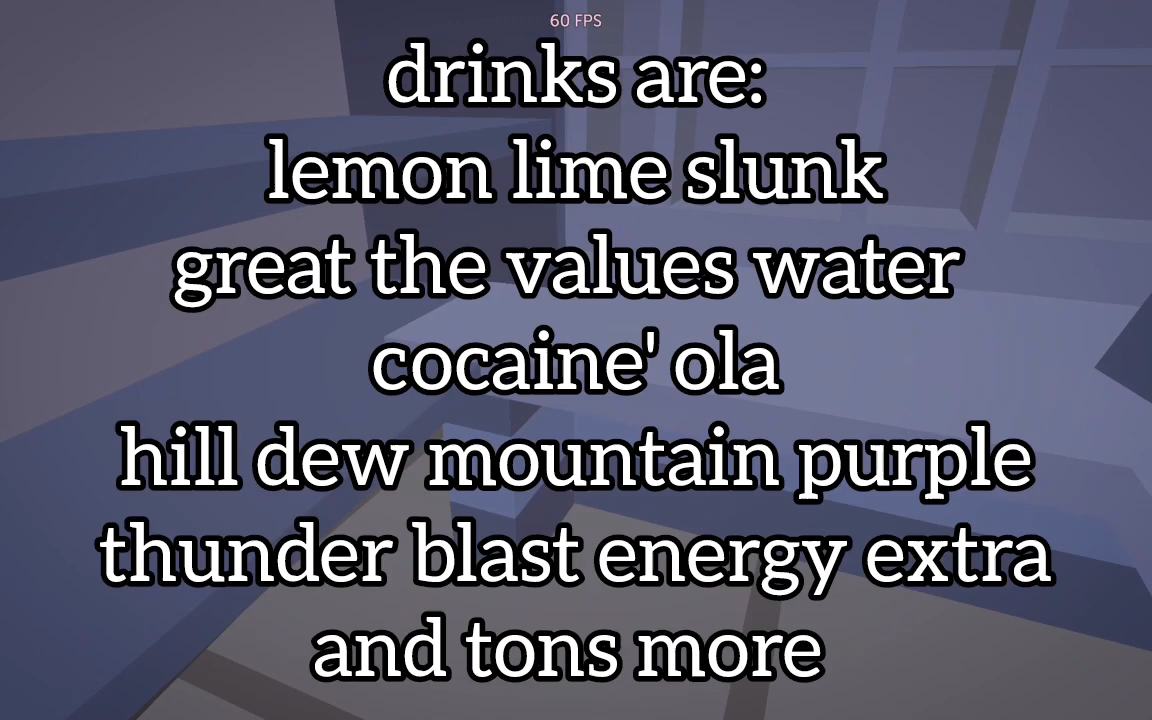 60 FPS
drinks are:
lemon lime slunk
great the values water
cocaine' ola
hill dew mountain purple
thunder blast energy extra
and tons more